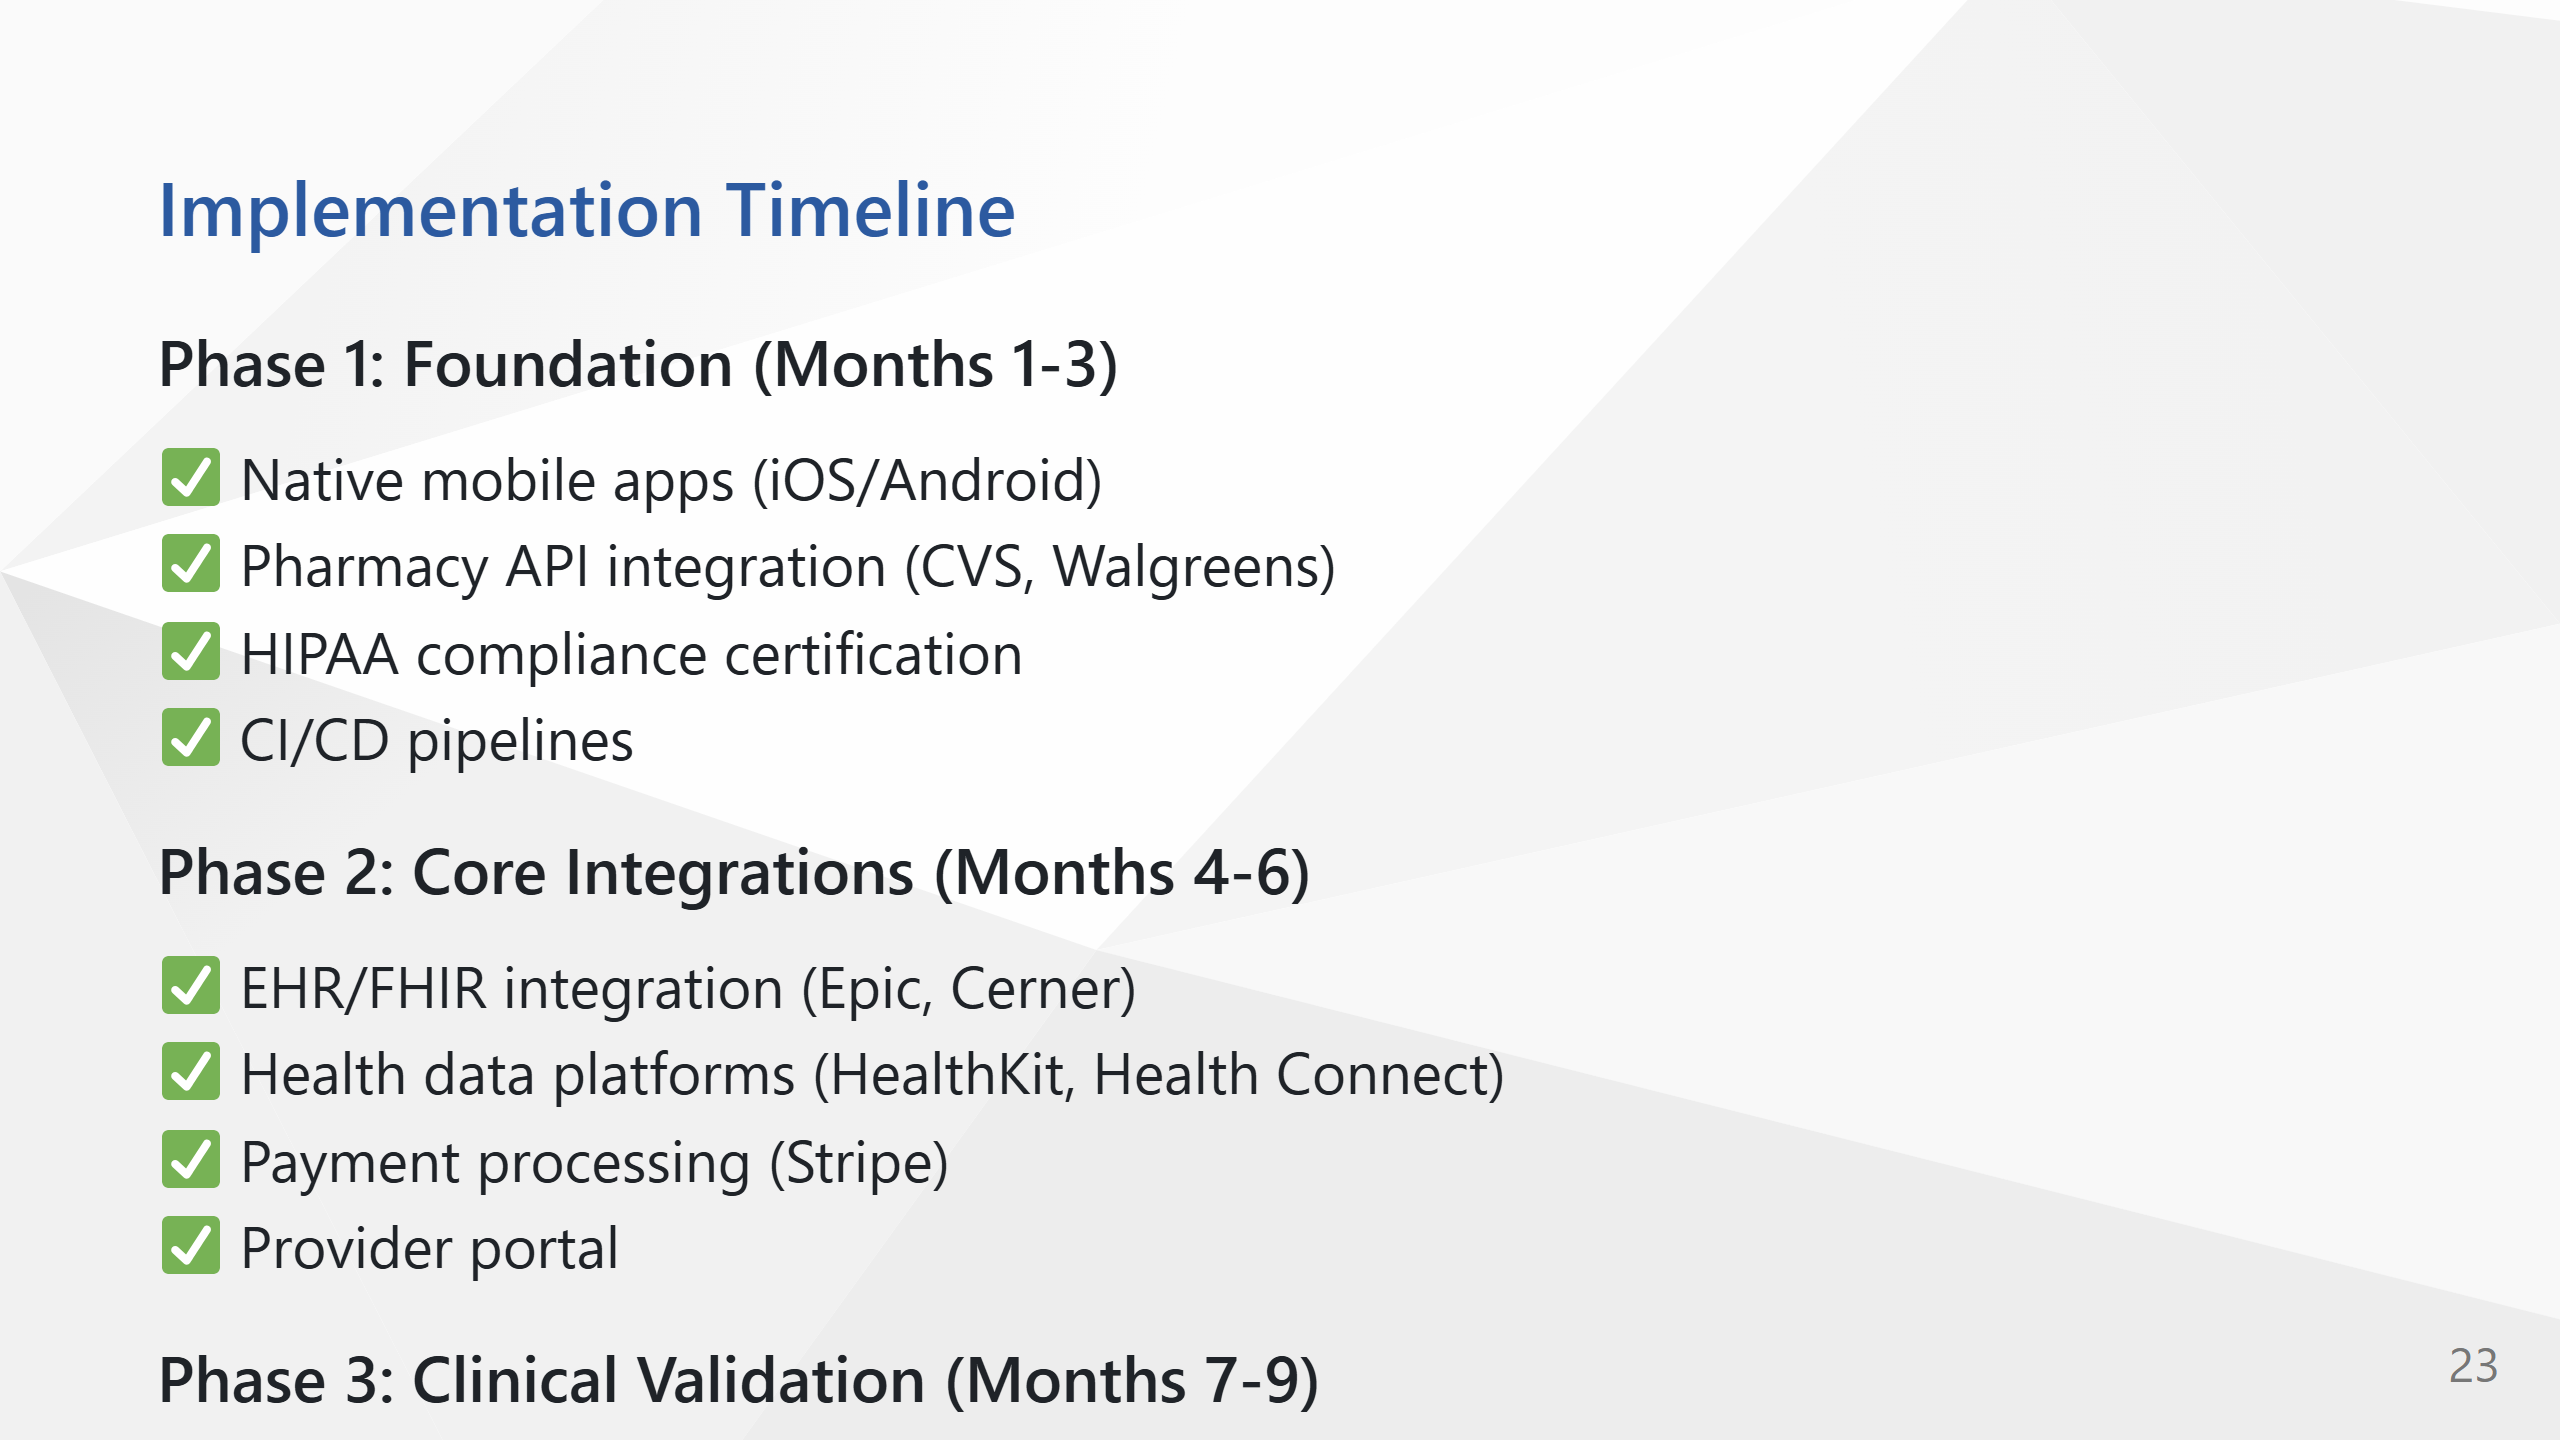 Implementation Timeline
Phase 1: Foundation (Months 1-3)
✅ Native mobile apps (iOS/Android)
✅ Pharmacy API integration (CVS, Walgreens)
✅ HIPAA compliance certification
✅ CI/CD pipelines
Phase 2: Core Integrations (Months 4-6)
✅ EHR/FHIR integration (Epic, Cerner)
✅ Health data platforms (HealthKit, Health Connect)
✅ Payment processing (Stripe)
✅ Provider portal
Phase 3: Clinical Validation (Months 7-9)
23